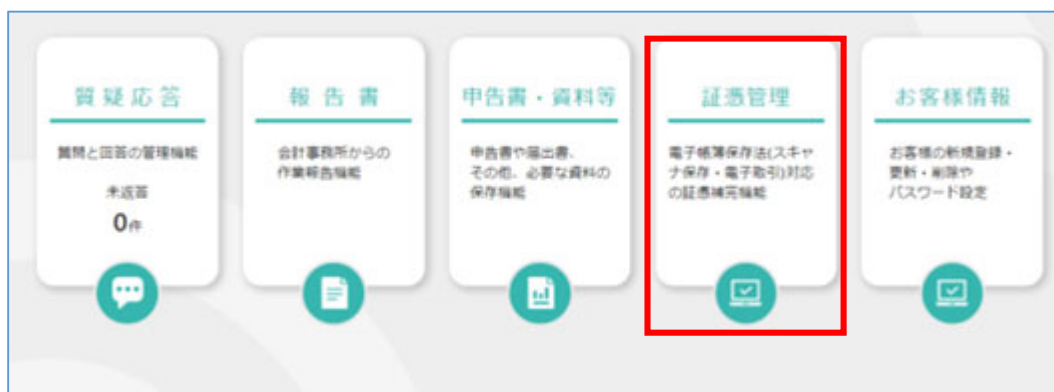 質疑応答
質問と回答の管理機能
未返答
0件
報告書
会計事務所からの
作業報告機能
申告書・資料等
申告書や届出書、
その他、必要な資料の
保存機能
証憑管理
電子帳簿保存法(スキャ
ナ保存・電子取引)対応
の証憑補完機能
お客様情報
お客様の新規登録・
更新・削除や
パスワード設定